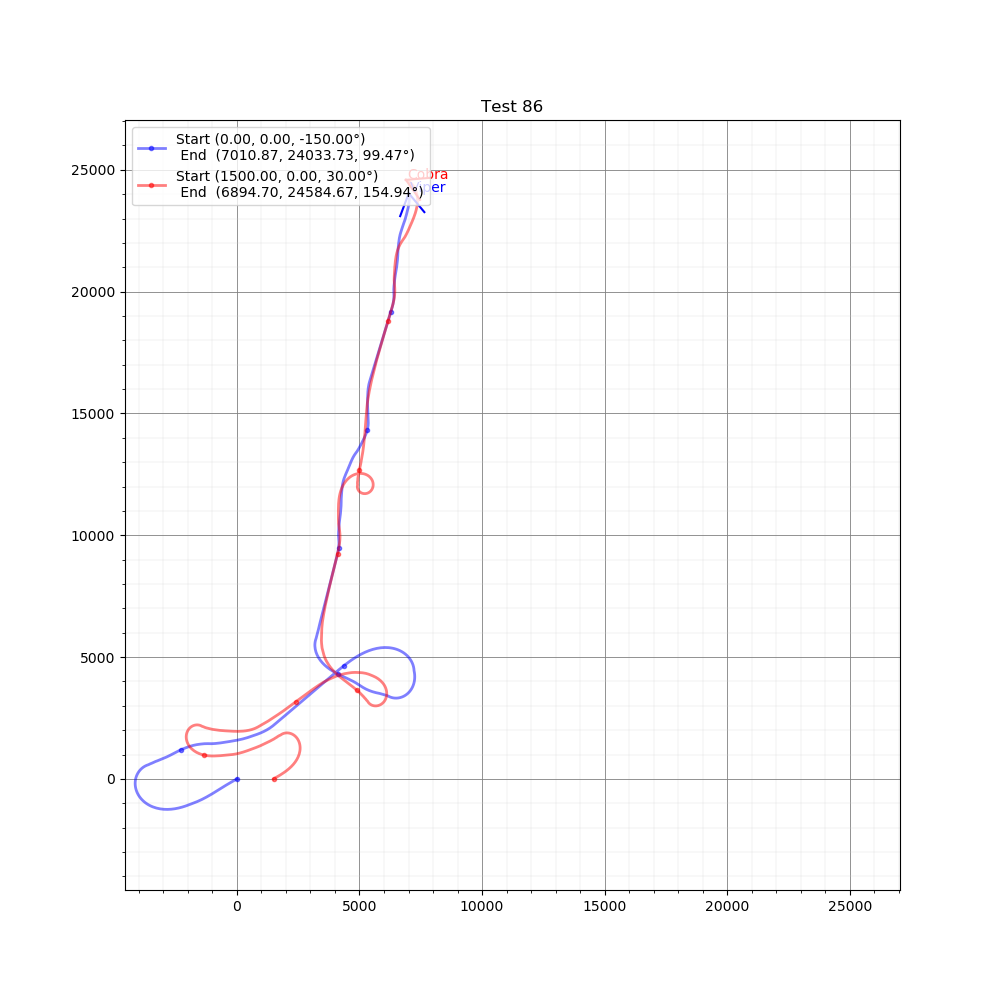 Test 86
Start (0.00, 0.00, -150.00°)
End (7010.87, 24033.73, 99.47°)
Start (1500.00, 0.00, 30.00°)
End (6894.70, 24584.67, 154.94°)
Cobra
25000
20000
15000
10000
5000
0
0
5000
10000
15000
20000
25000